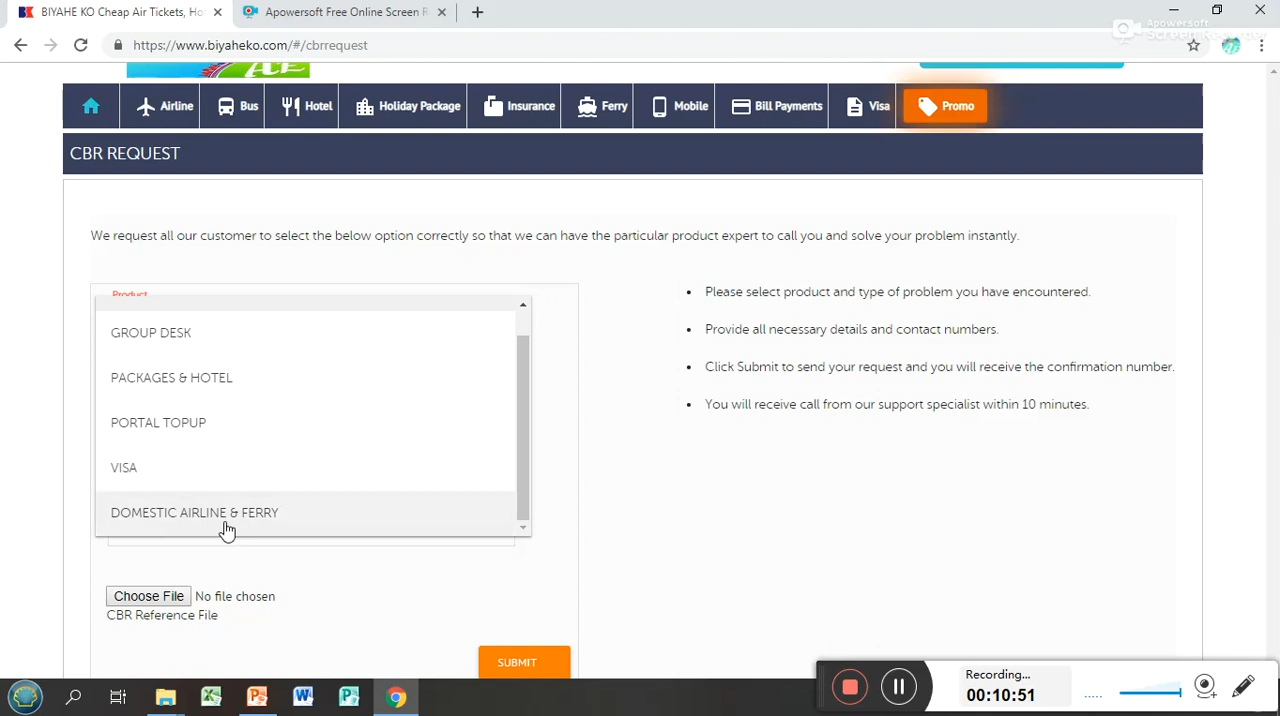 BIYAHE KO Cheap Air Tickets, Ho
Apowersoft Free Online Screen R
https://www.biyaheko.com/#/cbrrequest
Apowersoft
Screen Recorder
Airline
Bus
Hotel
Holiday Package
Insurance
Ferry
Mobile
Bill Payments
Visa
Promo
CBR REQUEST
We request all our customer to select the below option correctly so that we can have the particular product expert to call you and solve your problem instantly.
Product
GROUP DESK
PACKAGES & HOTEL
PORTAL TOPUP
VISA
DOMESTIC AIRLINE & FERRY
Choose File No file chosen
CBR Reference File
SUBMIT
• Please select product and type of problem you have encountered.
• Provide all necessary details and contact numbers.
• Click Submit to send your request and you will receive the confirmation number.
• You will receive call from our support specialist within 10 minutes.
Recording...
00:10:51